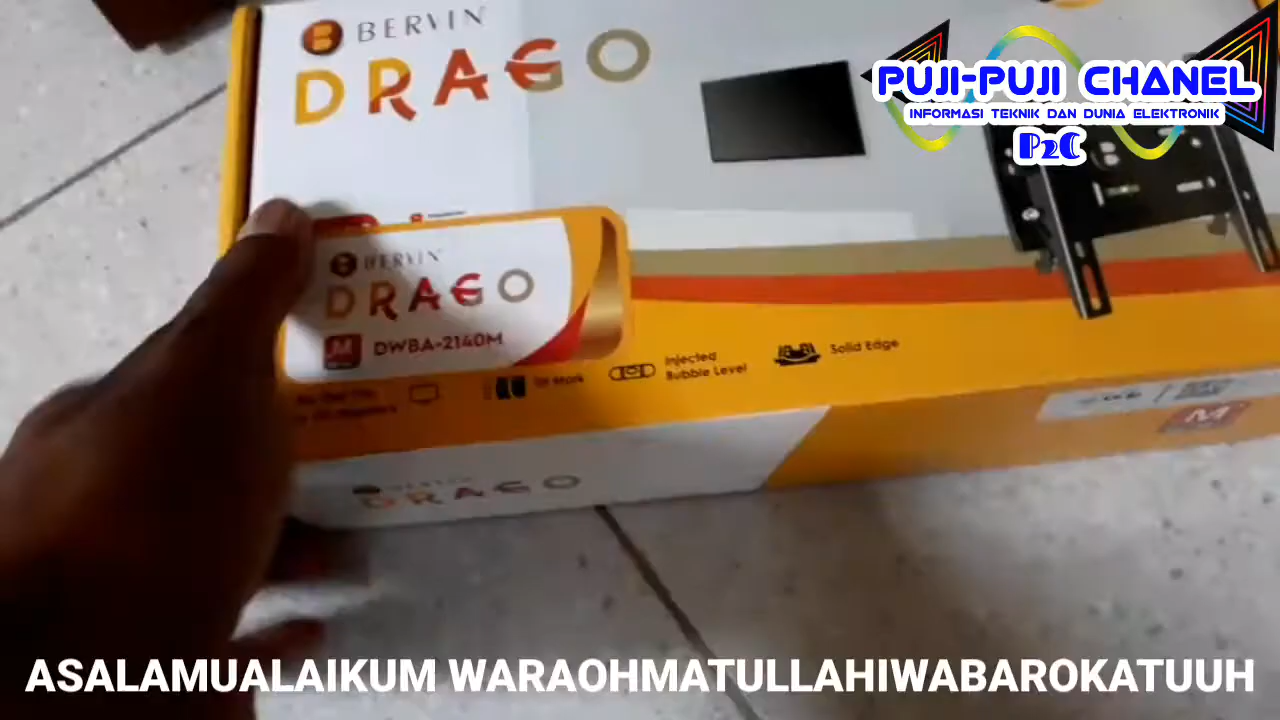 BERVIN
DRAGO
PUJI-PUJI CHANEL
INFORMASI TEKNIK DAN DUNIA ELEKTRONIK
P2C
BERVIN
DRAGO
M DWBA-2140M
Injected
Bubble Level
Solid Edge
M
DRAGO
ASALAMUALAIKUM WARAOHMATULLAHIWABAROKATUUH